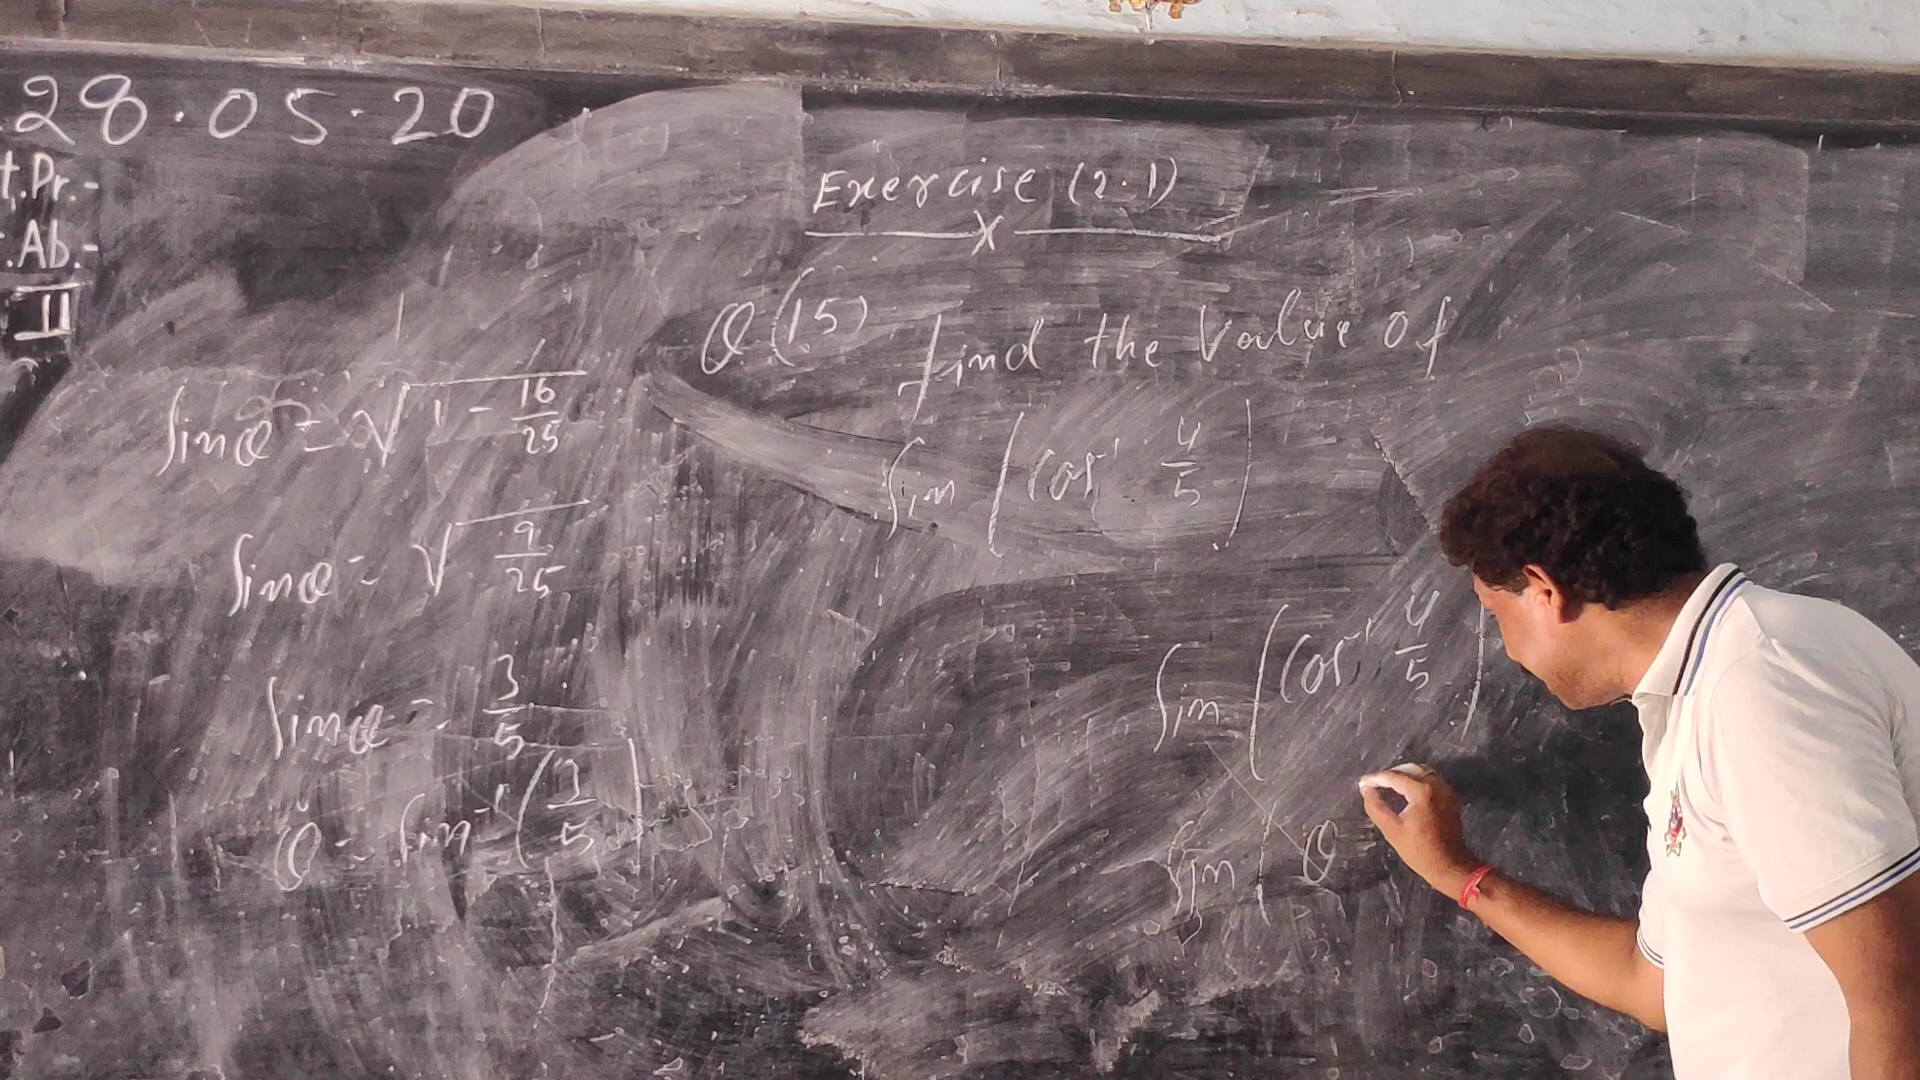 28.05.20
t.Pr.-
.Ab.-
II
Exercise (2.1)
X
Q(15) find the value of
sin (cos⁻¹ 4/5)
sinθ = √1 - 16/25
sinθ = √9/25
sinθ = 3/5
θ = sin⁻¹ (3/5)
sin (cos⁻¹ 4/5)
sin ( θ